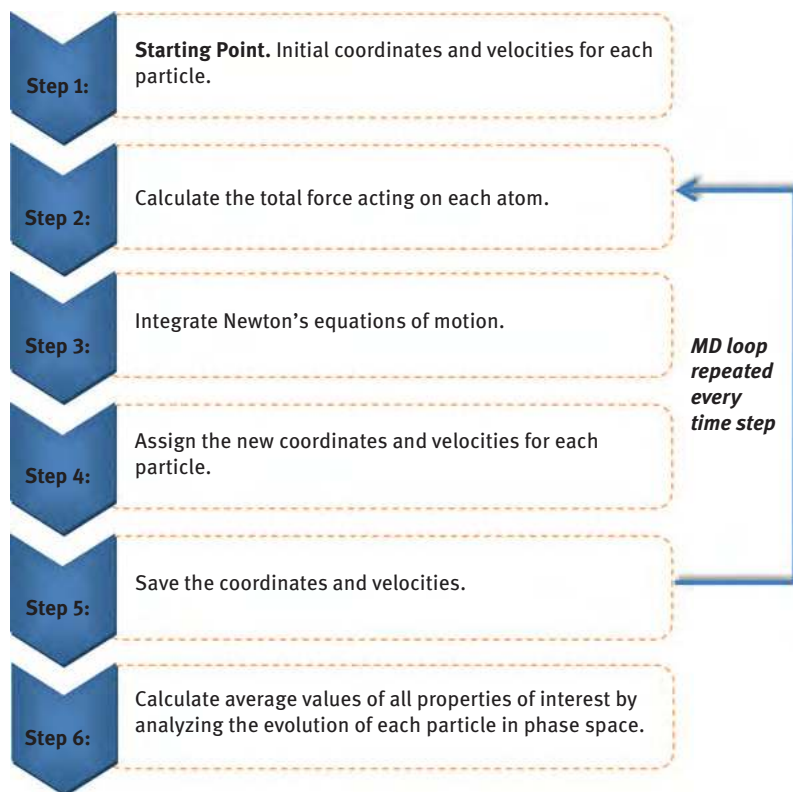 Step 1:
Starting Point. Initial coordinates and velocities for each
particle.
Step 2:
Calculate the total force acting on each atom.
Step 3:
Integrate Newton’s equations of motion.
MD loop
repeated
every
time step
Step 4:
Assign the new coordinates and velocities for each
particle.
Step 5:
Save the coordinates and velocities.
Step 6:
Calculate average values of all properties of interest by
analyzing the evolution of each particle in phase space.